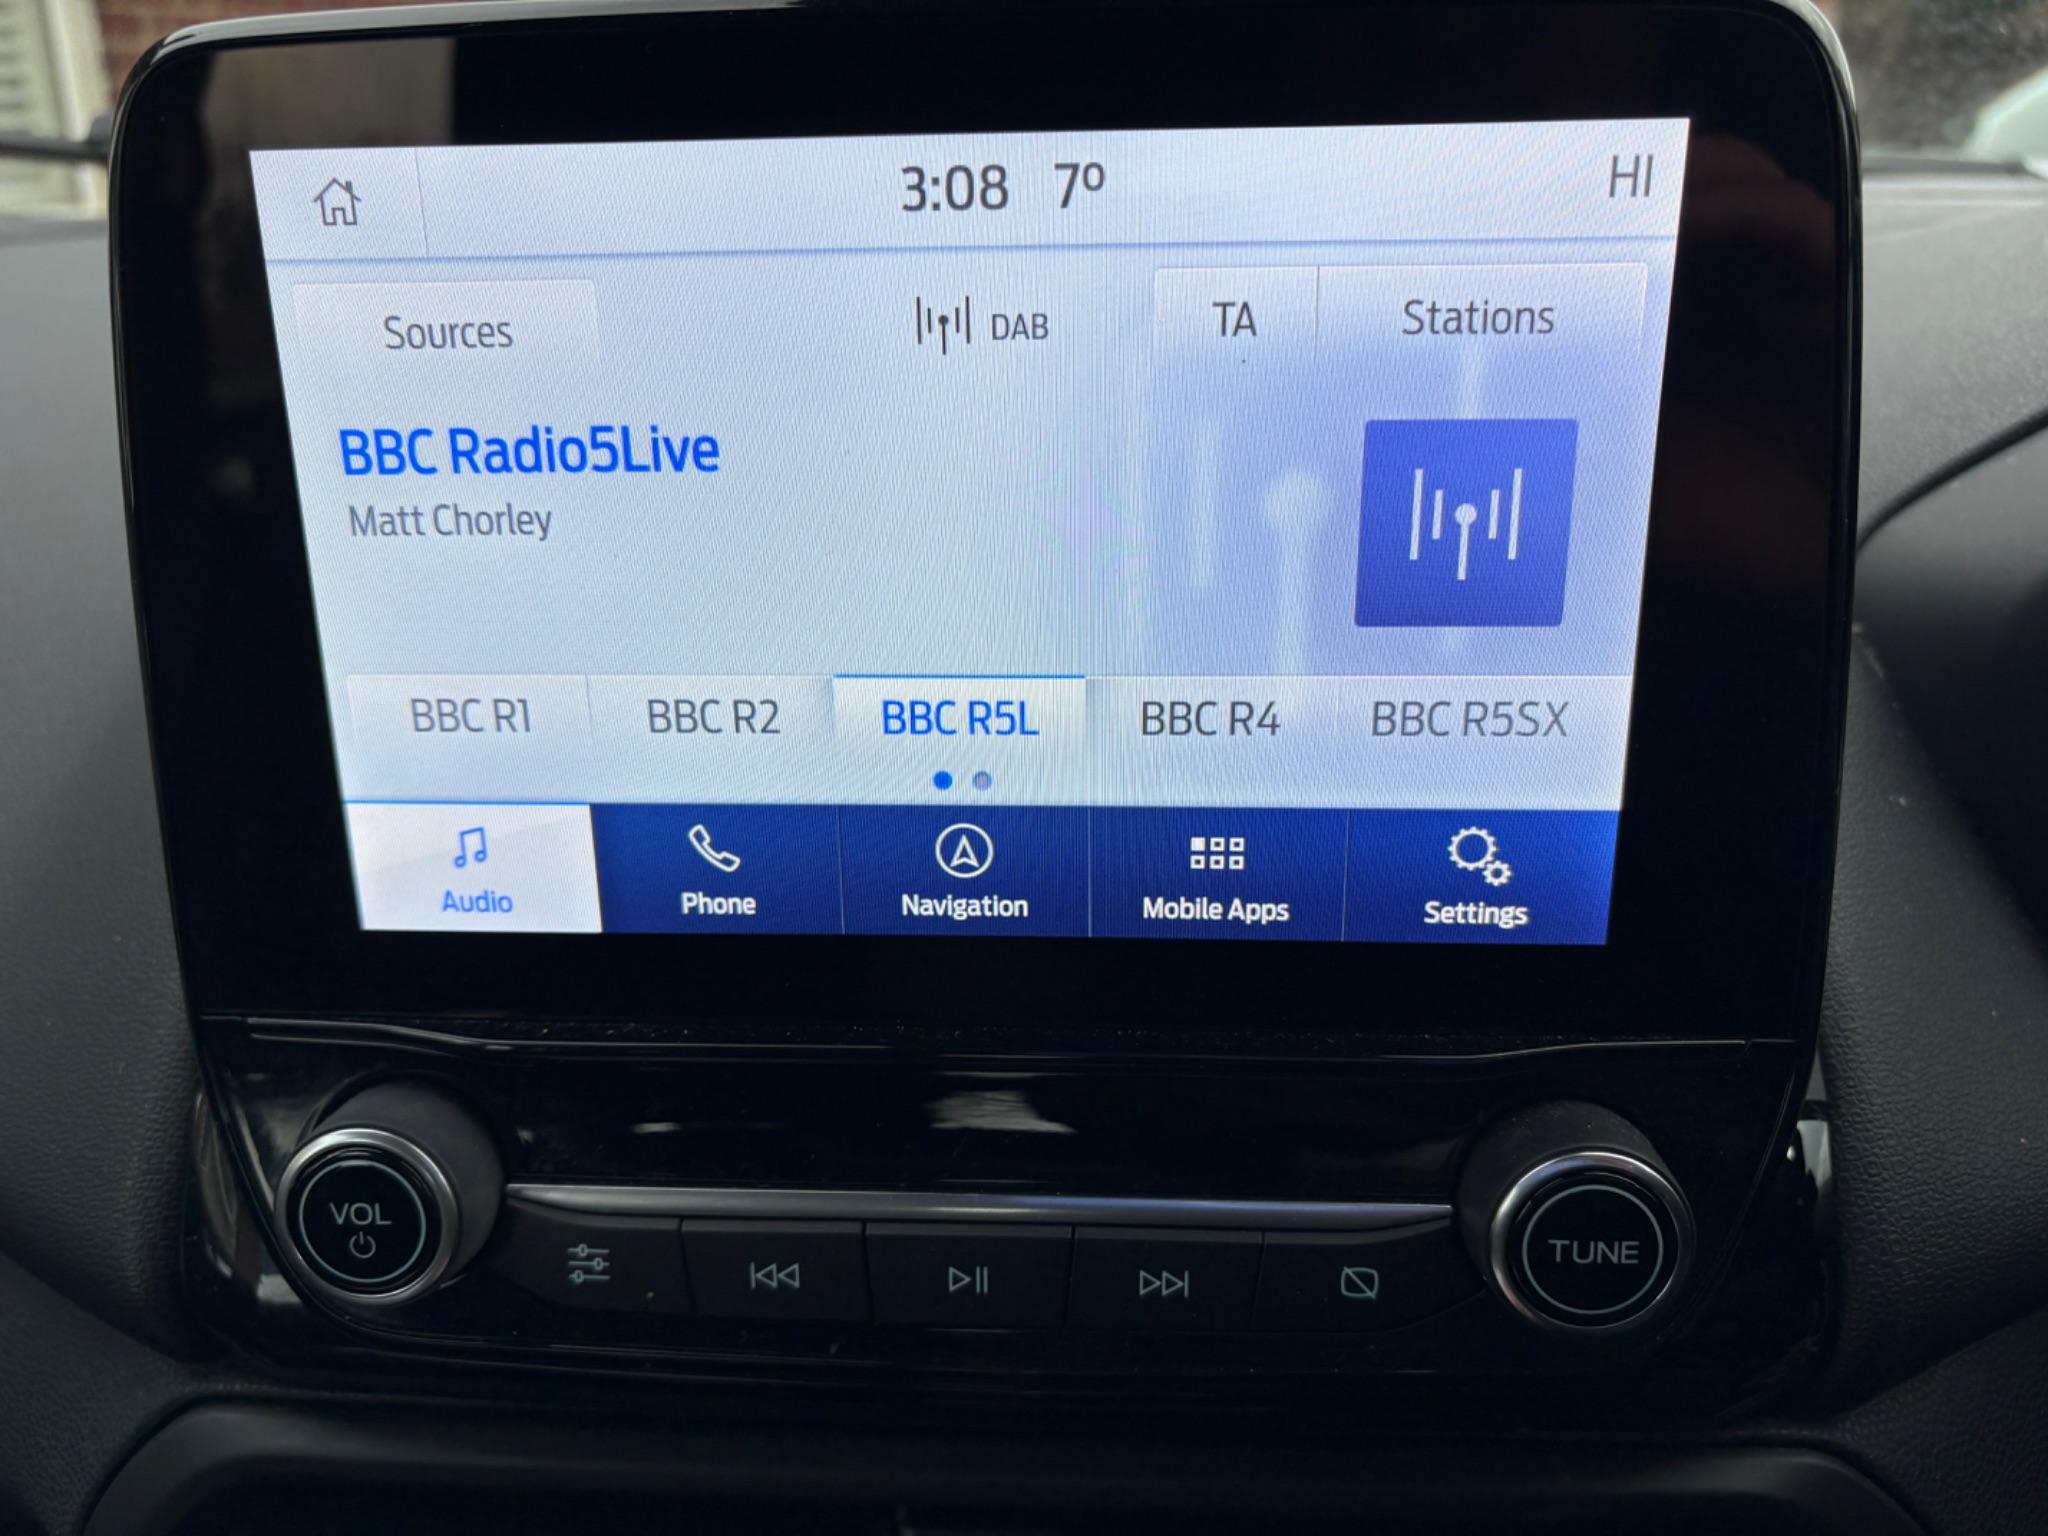 3:08 7º HI
Sources DAB TA Stations
BBC Radio5Live
Matt Chorley
BBC R1 BBC R2 BBC R5L BBC R4 BBC R5SX
Audio Phone Navigation Mobile Apps Settings
VOL TUNE